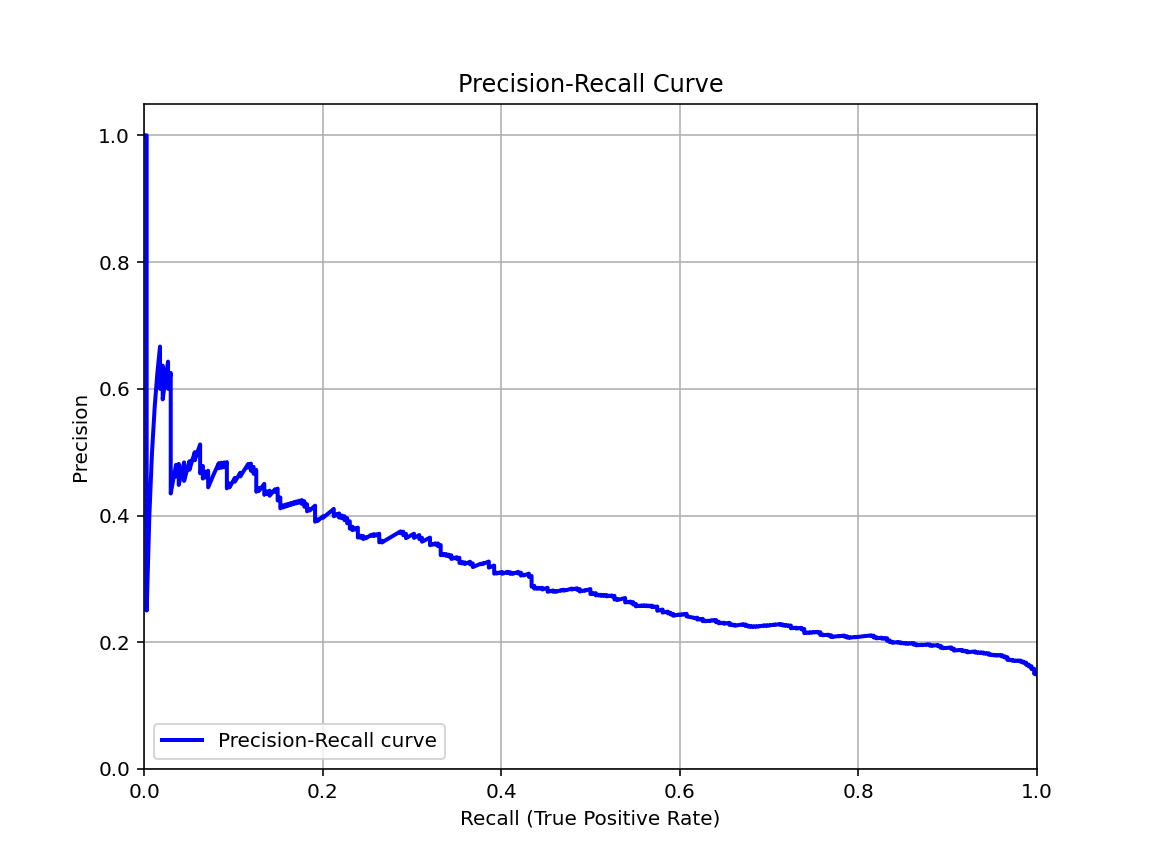 Precision-Recall Curve
1.0
0.8
0.6
0.4
0.2
0.0
Precision
Precision-Recall curve
0.0 0.2 0.4 0.6 0.8 1.0
Recall (True Positive Rate)